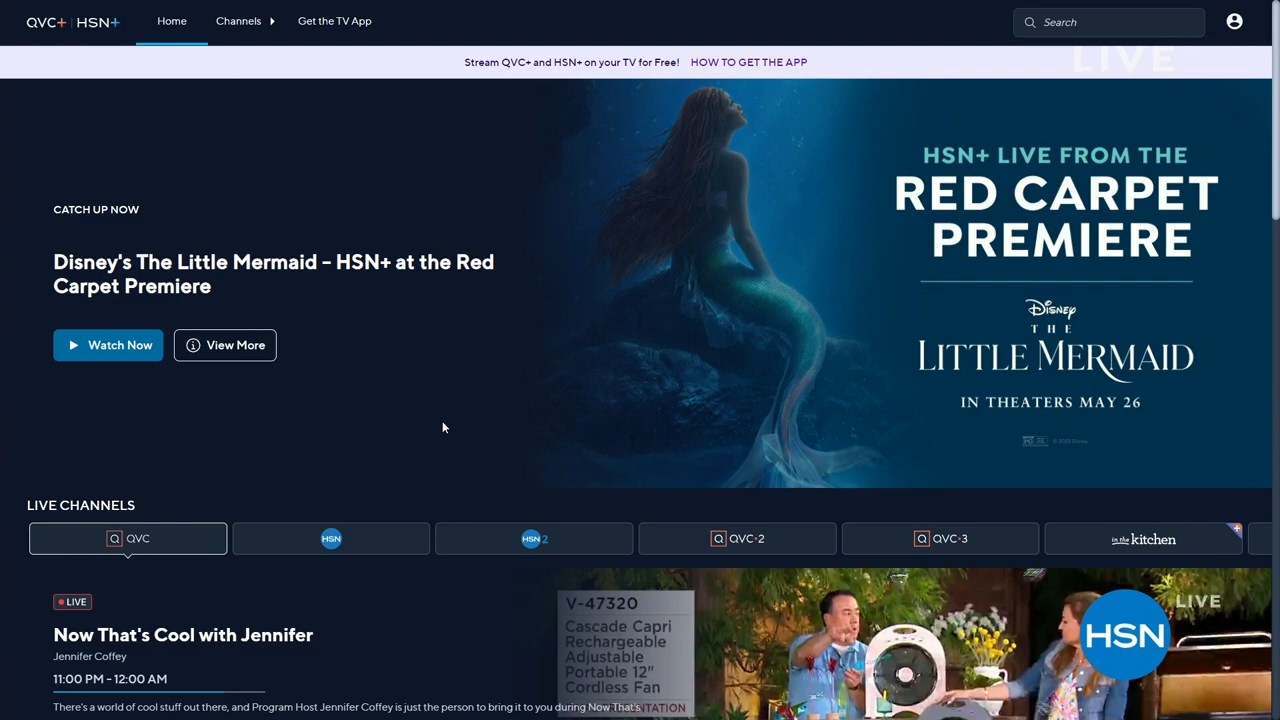 QVC+ | HSN+
Home
Channels
Get the TV App
Search
LIVE
Stream QVC+ and HSN+ on your TV for Free! HOW TO GET THE APP
CATCH UP NOW
Disney's The Little Mermaid - HSN+ at the Red
Carpet Premiere
Watch Now
View More
HSN+ LIVE FROM THE
RED CARPET
PREMIERE
Disney
THE
LITTLE MERMAID
IN THEATERS MAY 26
© 2023 Disney
LIVE CHANNELS
Q QVC
HSN
HSN 2
Q QVC•2
Q QVC•3
in the kitchen
+
LIVE
Now That's Cool with Jennifer
Jennifer Coffey
11:00 PM - 12:00 AM
There's a world of cool stuff out there, and Program Host Jennifer Coffey is just the person to bring it to you during Now That's
V-47320
Cascade Capri
Rechargeable
Adjustable
Portable 12"
Cordless Fan
HSN
LIVE